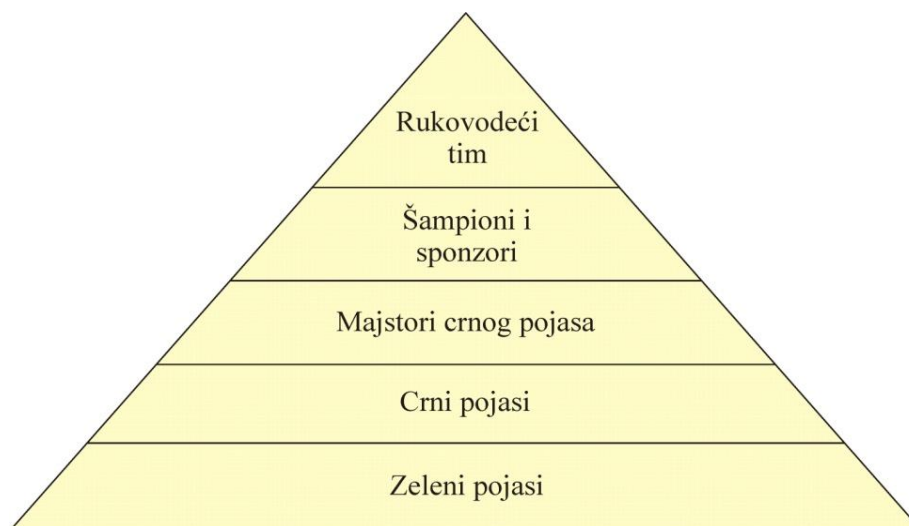 Rukovodeći
tim
Šampioni i
sponzori
Majstori crnog pojasa
Crni pojasi
Zeleni pojasi